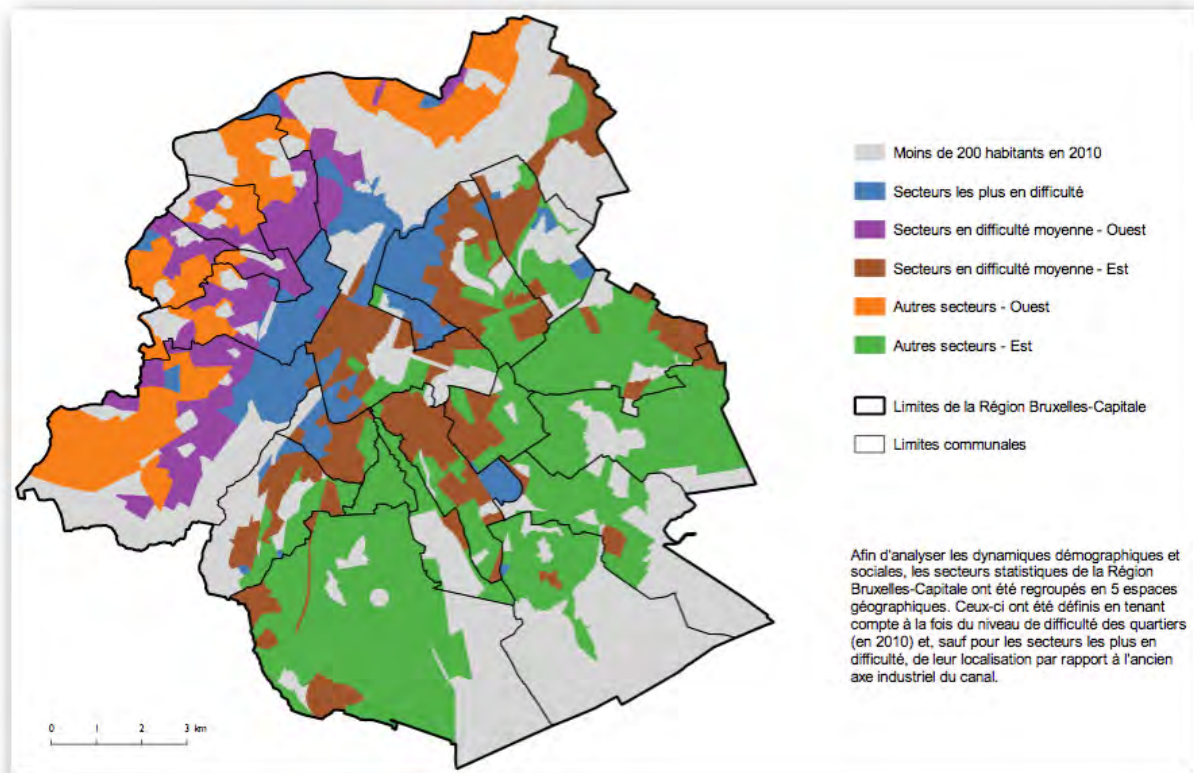 Moins de 200 habitants en 2010
Secteurs les plus en difficulté
Secteurs en difficulté moyenne - Ouest
Secteurs en difficulté moyenne - Est
Autres secteurs - Ouest
Autres secteurs - Est
Limites de la Région Bruxelles-Capitale
Limites communales
Afin d'analyser les dynamiques démographiques et
sociales, les secteurs statistiques de la Région
Bruxelles-Capitale ont été regroupés en 5 espaces
géographiques. Ceux-ci ont été définis en tenant
compte à la fois du niveau de difficulté des quartiers
(en 2010) et, sauf pour les secteurs les plus en
difficulté, de leur localisation par rapport à l'ancien
axe industriel du canal.
0 1 2 3 km